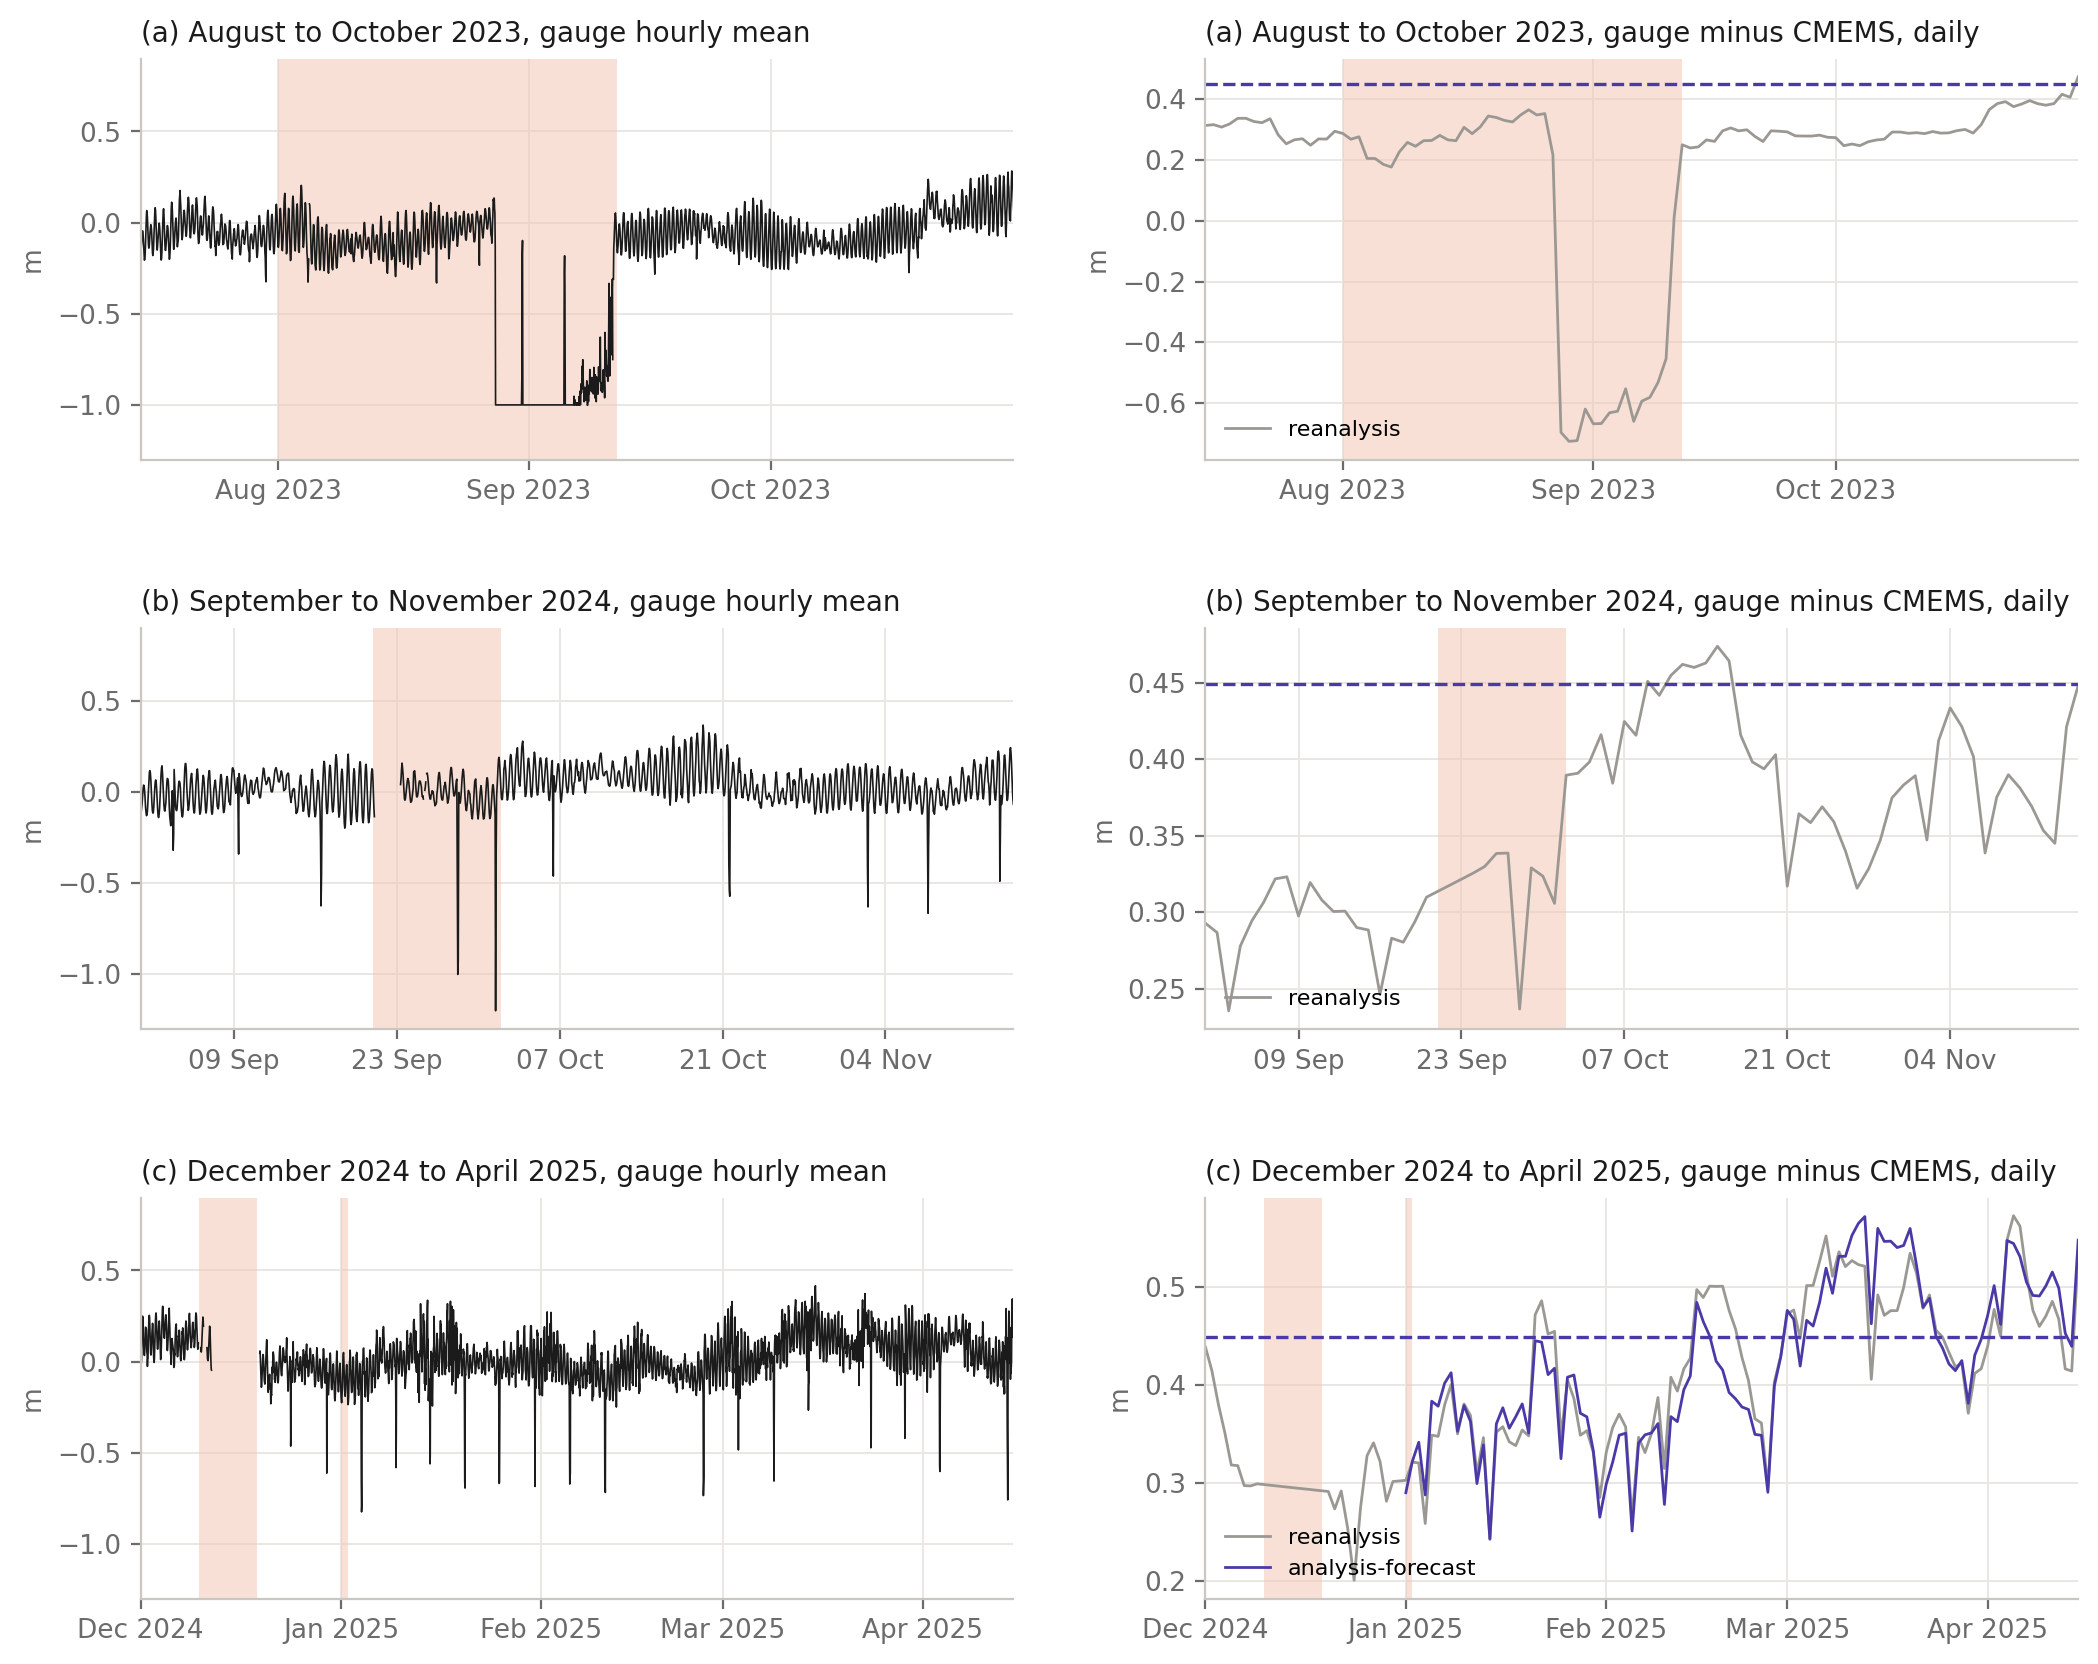 (a) August to October 2023, gauge hourly mean
0.5
0.0
−0.5
−1.0
m
Aug 2023
Sep 2023
Oct 2023
(a) August to October 2023, gauge minus CMEMS, daily
0.4
0.2
0.0
−0.2
−0.4
−0.6
m
reanalysis
Aug 2023
Sep 2023
Oct 2023
(b) September to November 2024, gauge hourly mean
0.5
0.0
−0.5
−1.0
m
09 Sep
23 Sep
07 Oct
21 Oct
04 Nov
(b) September to November 2024, gauge minus CMEMS, daily
0.45
0.40
0.35
0.30
0.25
m
reanalysis
09 Sep
23 Sep
07 Oct
21 Oct
04 Nov
(c) December 2024 to April 2025, gauge hourly mean
0.5
0.0
−0.5
−1.0
m
Dec 2024
Jan 2025
Feb 2025
Mar 2025
Apr 2025
(c) December 2024 to April 2025, gauge minus CMEMS, daily
0.5
0.4
0.3
0.2
m
reanalysis
analysis-forecast
Dec 2024
Jan 2025
Feb 2025
Mar 2025
Apr 2025